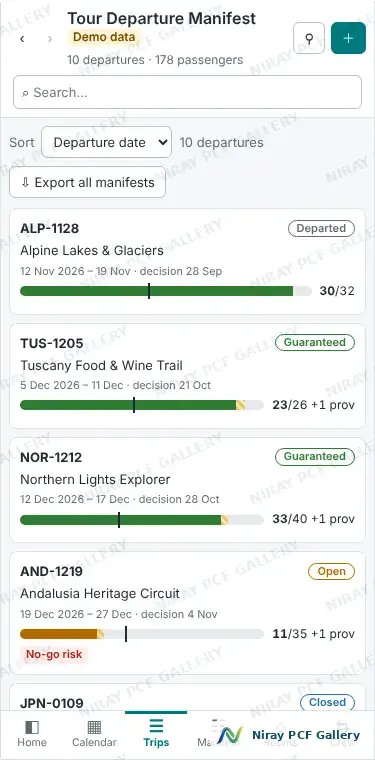 Tour Departure Manifest
Demo data
10 departures · 178 passengers
Search...
Sort Departure date 10 departures
⇩ Export all manifests
ALP-1128 Departed
Alpine Lakes & Glaciers
12 Nov 2026 – 19 Nov · decision 28 Sep
30/32
TUS-1205 Guaranteed
Tuscany Food & Wine Trail
5 Dec 2026 – 11 Dec · decision 21 Oct
23/26 +1 prov
NOR-1212 Guaranteed
Northern Lights Explorer
12 Dec 2026 – 17 Dec · decision 28 Oct
33/40 +1 prov
AND-1219 Open
Andalusia Heritage Circuit
19 Dec 2026 – 27 Dec · decision 4 Nov
11/35 +1 prov
No-go risk
JPN-0109 Closed
Home Calendar Trips
Niray PCF Gallery
NIRAY PCF GALLERY